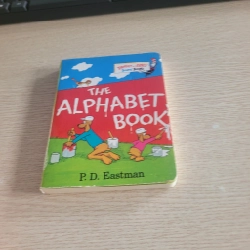 THE
ALPHABET
BOOK
P. D. Eastman